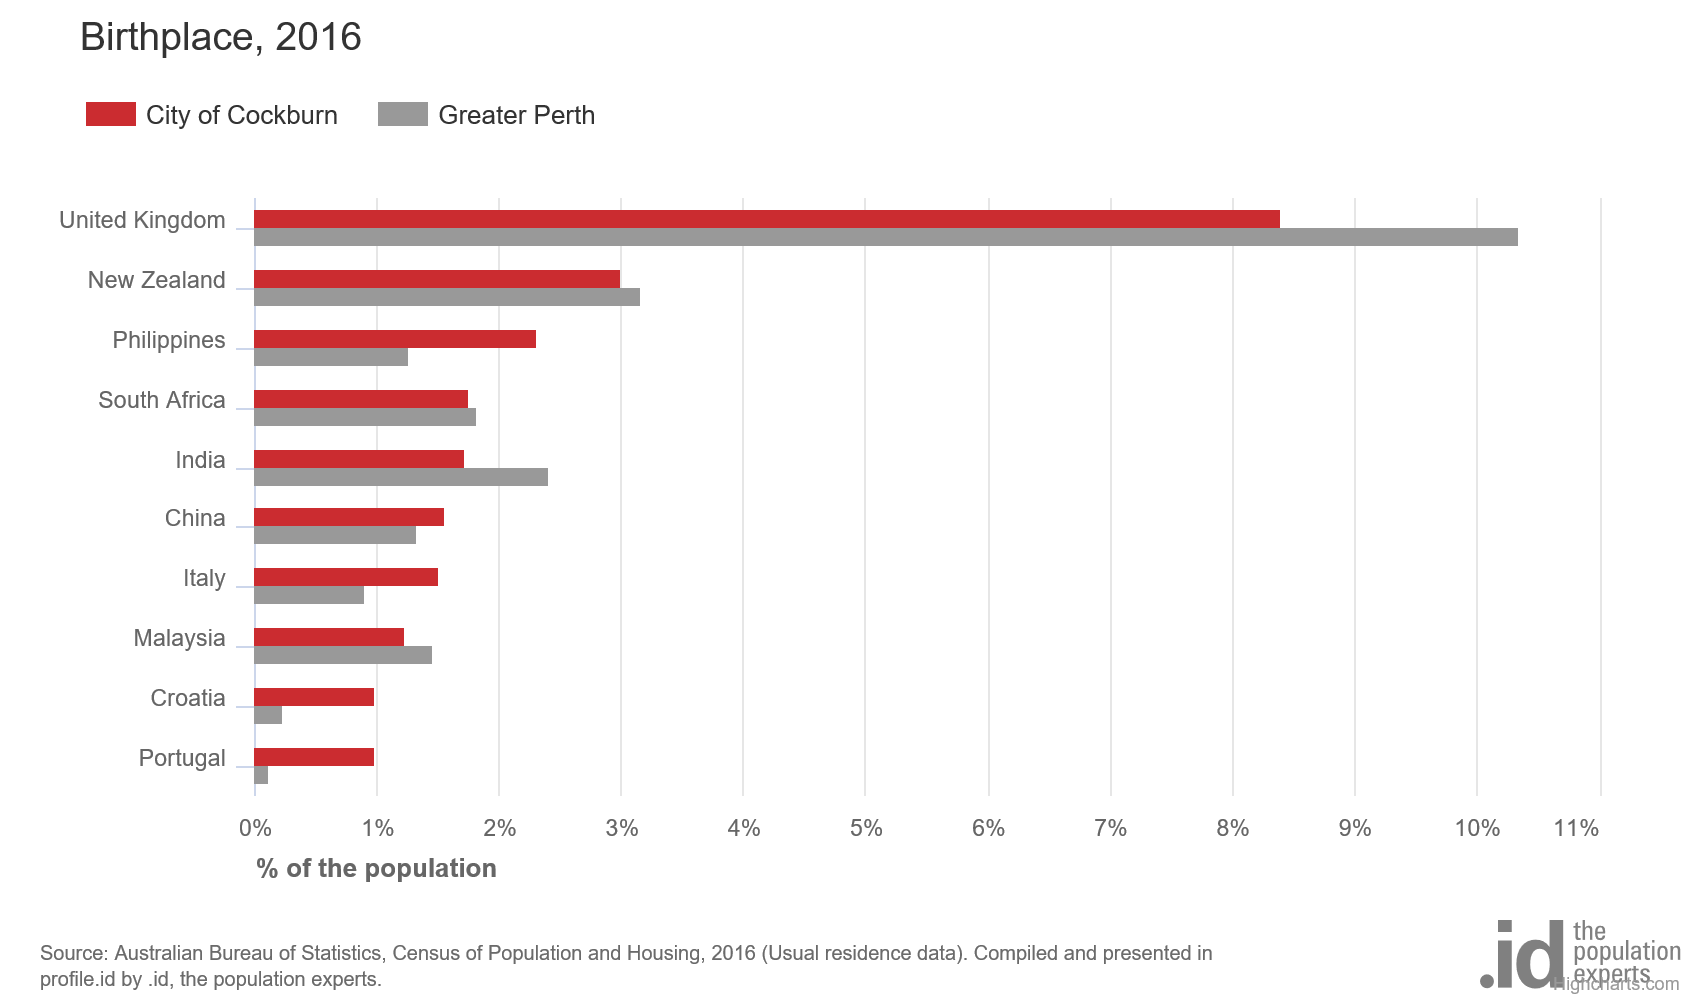 Birthplace, 2016
City of Cockburn
Greater Perth
United Kingdom
New Zealand
Philippines
South Africa
India
China
Italy
Malaysia
Croatia
Portugal
0% 1% 2% 3% 4% 5% 6% 7% 8% 9% 10% 11%
% of the population
Source: Australian Bureau of Statistics, Census of Population and Housing, 2016 (Usual residence data). Compiled and presented in
profile.id by .id, the population experts.
.id
the
population
experts
Highcharts.com